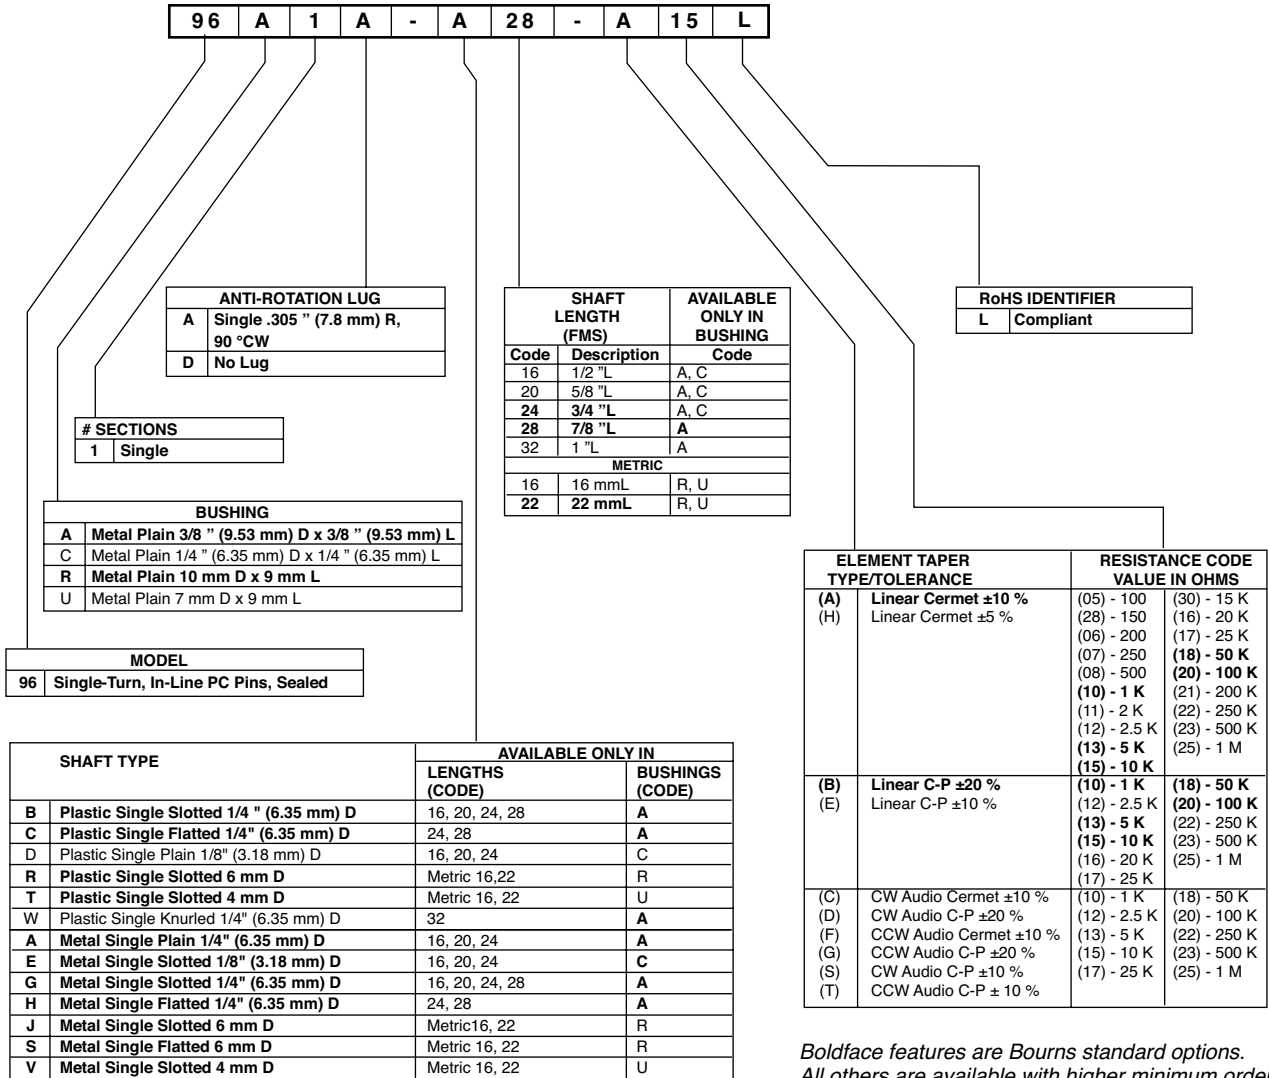 96 A 1 A - A 28 - A 15 L
ANTI-ROTATION LUG
A Single .305 ” (7.8 mm) R,
90 °CW
D No Lug
# SECTIONS
1 Single
BUSHING
A Metal Plain 3/8 ” (9.53 mm) D x 3/8 ” (9.53 mm) L
C Metal Plain 1/4 ” (6.35 mm) D x 1/4 ” (6.35 mm) L
R Metal Plain 10 mm D x 9 mm L
U Metal Plain 7 mm D x 9 mm L
MODEL
96 Single-Turn, In-Line PC Pins, Sealed
SHAFT LENGTH (FMS) AVAILABLE ONLY IN BUSHING
Code Description Code
16 1/2 ”L A, C
20 5/8 ”L A, C
24 3/4 ”L A, C
28 7/8 ”L A
32 1 ”L A
METRIC
16 16 mmL R, U
22 22 mmL R, U
RoHS IDENTIFIER
L Compliant
SHAFT TYPE AVAILABLE ONLY IN
LENGTHS (CODE) BUSHINGS (CODE)
B Plastic Single Slotted 1/4 " (6.35 mm) D 16, 20, 24, 28 A
C Plastic Single Flatted 1/4" (6.35 mm) D 24, 28 A
D Plastic Single Plain 1/8" (3.18 mm) D 16, 20, 24 C
R Plastic Single Slotted 6 mm D Metric 16,22 R
T Plastic Single Slotted 4 mm D Metric 16, 22 U
W Plastic Single Knurled 1/4" (6.35 mm) D 32 A
A Metal Single Plain 1/4" (6.35 mm) D 16, 20, 24 A
E Metal Single Slotted 1/8" (3.18 mm) D 16, 20, 24 C
G Metal Single Slotted 1/4" (6.35 mm) D 16, 20, 24, 28 A
H Metal Single Flatted 1/4" (6.35 mm) D 24, 28 A
J Metal Single Slotted 6 mm D Metric16, 22 R
S Metal Single Flatted 6 mm D Metric 16, 22 R
V Metal Single Slotted 4 mm D Metric 16, 22 U
ELEMENT TAPER RESISTANCE CODE
TYPE/TOLERANCE VALUE IN OHMS
(A) Linear Cermet ±10 % (05) - 100 (30) - 15 K
(H) Linear Cermet ±5 % (28) - 150 (16) - 20 K
(06) - 200 (17) - 25 K
(07) - 250 (18) - 50 K
(08) - 500 (20) - 100 K
(10) - 1 K (21) - 200 K
(11) - 2 K (22) - 250 K
(12) - 2.5 K (23) - 500 K
(13) - 5 K (25) - 1 M
(15) - 10 K
(B) Linear C-P ±20 % (10) - 1 K (18) - 50 K
(E) Linear C-P ±10 % (12) - 2.5 K (20) - 100 K
(13) - 5 K (22) - 250 K
(15) - 10 K (23) - 500 K
(16) - 20 K (25) - 1 M
(17) - 25 K
(C) CW Audio Cermet ±10 % (10) - 1 K (18) - 50 K
(D) CW Audio C-P ±20 % (12) - 2.5 K (20) - 100 K
(F) CCW Audio Cermet ±10 % (13) - 5 K (22) - 250 K
(G) CCW Audio C-P ±20 % (15) - 10 K (23) - 500 K
(S) CW Audio C-P ±10 % (17) - 25 K (25) - 1 M
(T) CCW Audio C-P ± 10 %
Boldface features are Bourns standard options.
All others are available with higher minimum order